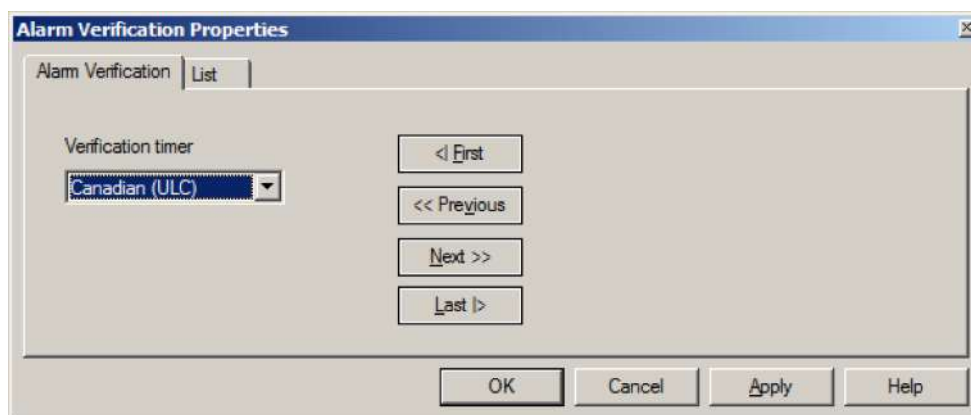 Alarm Verification Properties
Alarm Verification
List
Verification timer
Canadian (ULC)
<| First
<< Previous
Next >>
Last |>
OK
Cancel
Apply
Help